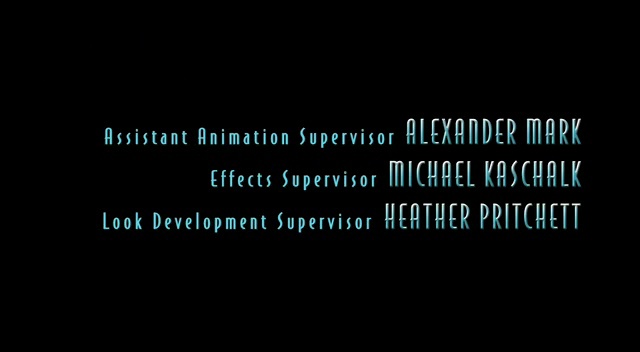 Assistant Animation Supervisor ALEXANDER MARK
Effects Supervisor MICHAEL KASCHALK
Look Development Supervisor HEATHER PRITCHETT